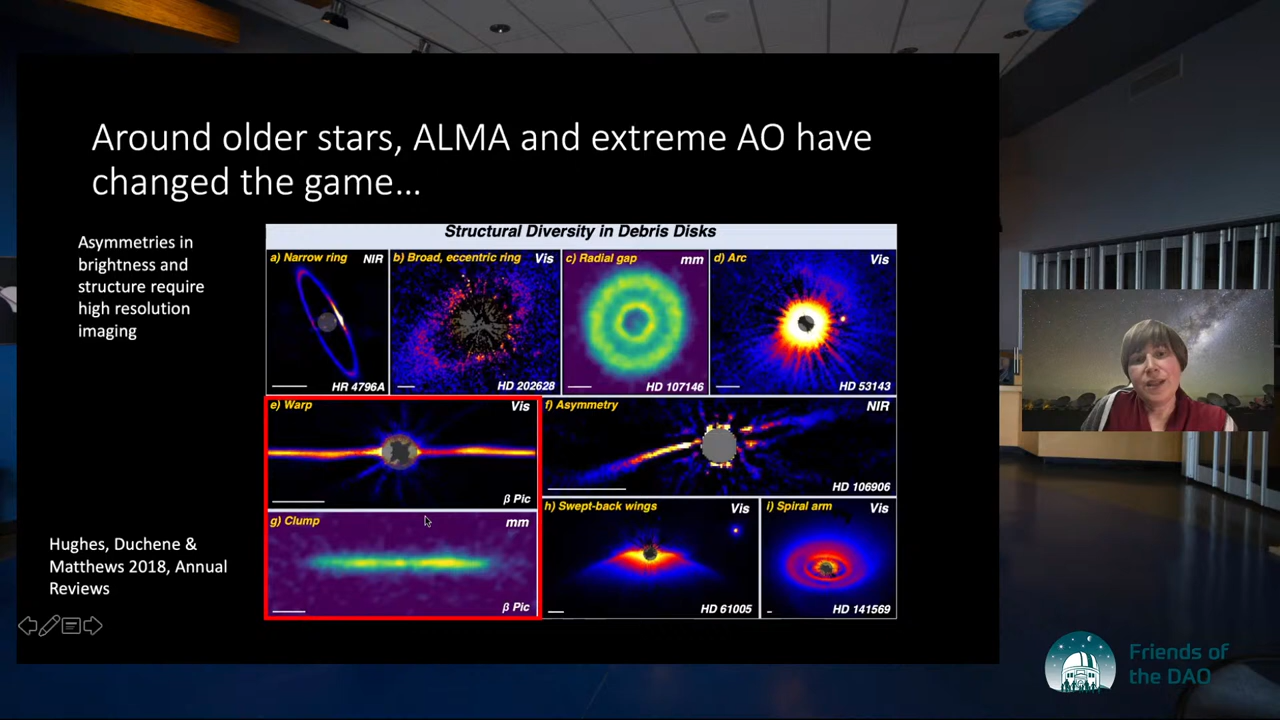 Around older stars, ALMA and extreme AO have
changed the game…
Asymmetries in
brightness and
structure require
high resolution
imaging
Structural Diversity in Debris Disks
a) Narrow ring NIR
HR 4796A
b) Broad, eccentric ring Vis
HD 202628
c) Radial gap mm
HD 107146
d) Arc Vis
HD 53143
e) Warp Vis
β Pic
f) Asymmetry NIR
HD 106906
g) Clump mm
β Pic
h) Swept-back wings Vis
HD 61005
i) Spiral arm Vis
HD 141569
Hughes, Duchene &
Matthews 2018, Annual
Reviews
Friends of
the DAO